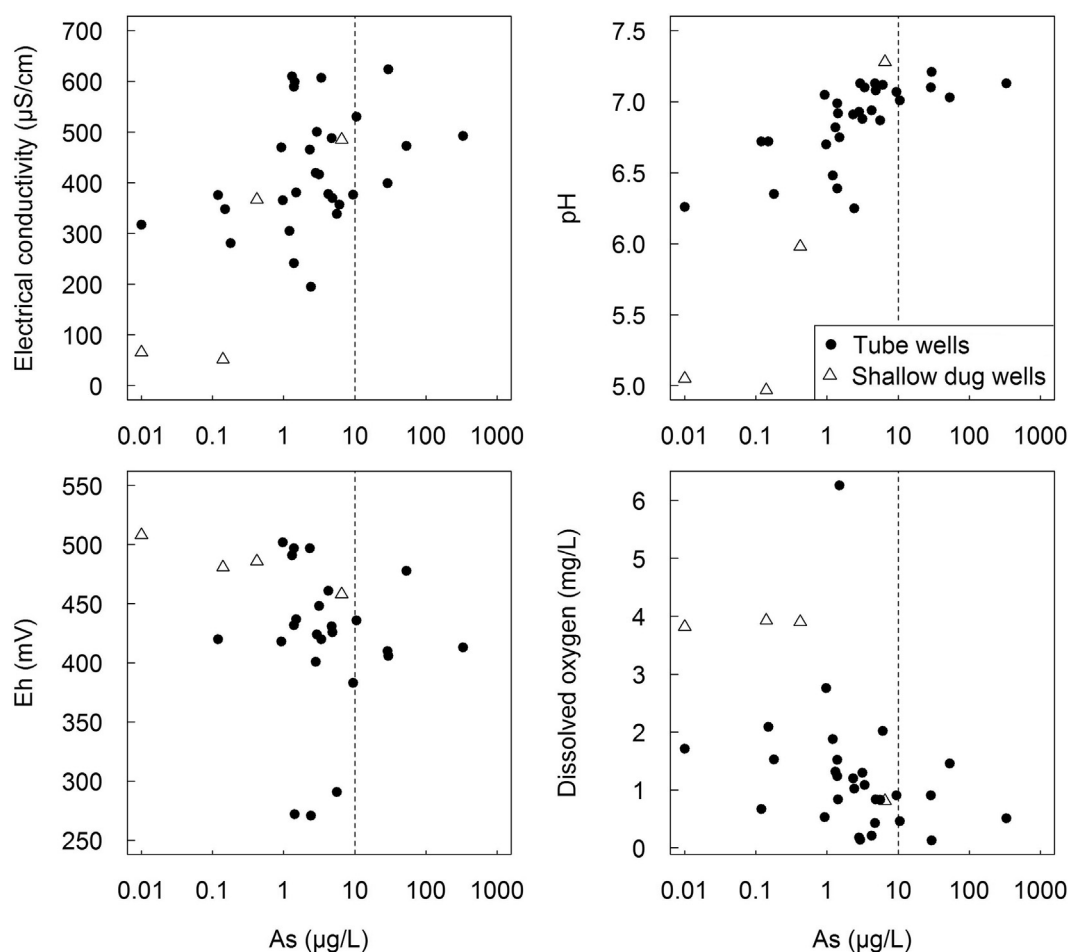 Electrical conductivity (µS/cm)
700
600
500
400
300
200
100
0
0.01 0.1 1 10 100 1000
pH
7.5
7.0
6.5
6.0
5.5
5.0
Tube wells
Shallow dug wells
0.01 0.1 1 10 100 1000
Eh (mV)
550
500
450
400
350
300
250
0.01 0.1 1 10 100 1000
As (µg/L)
Dissolved oxygen (mg/L)
6
5
4
3
2
1
0
0.01 0.1 1 10 100 1000
As (µg/L)